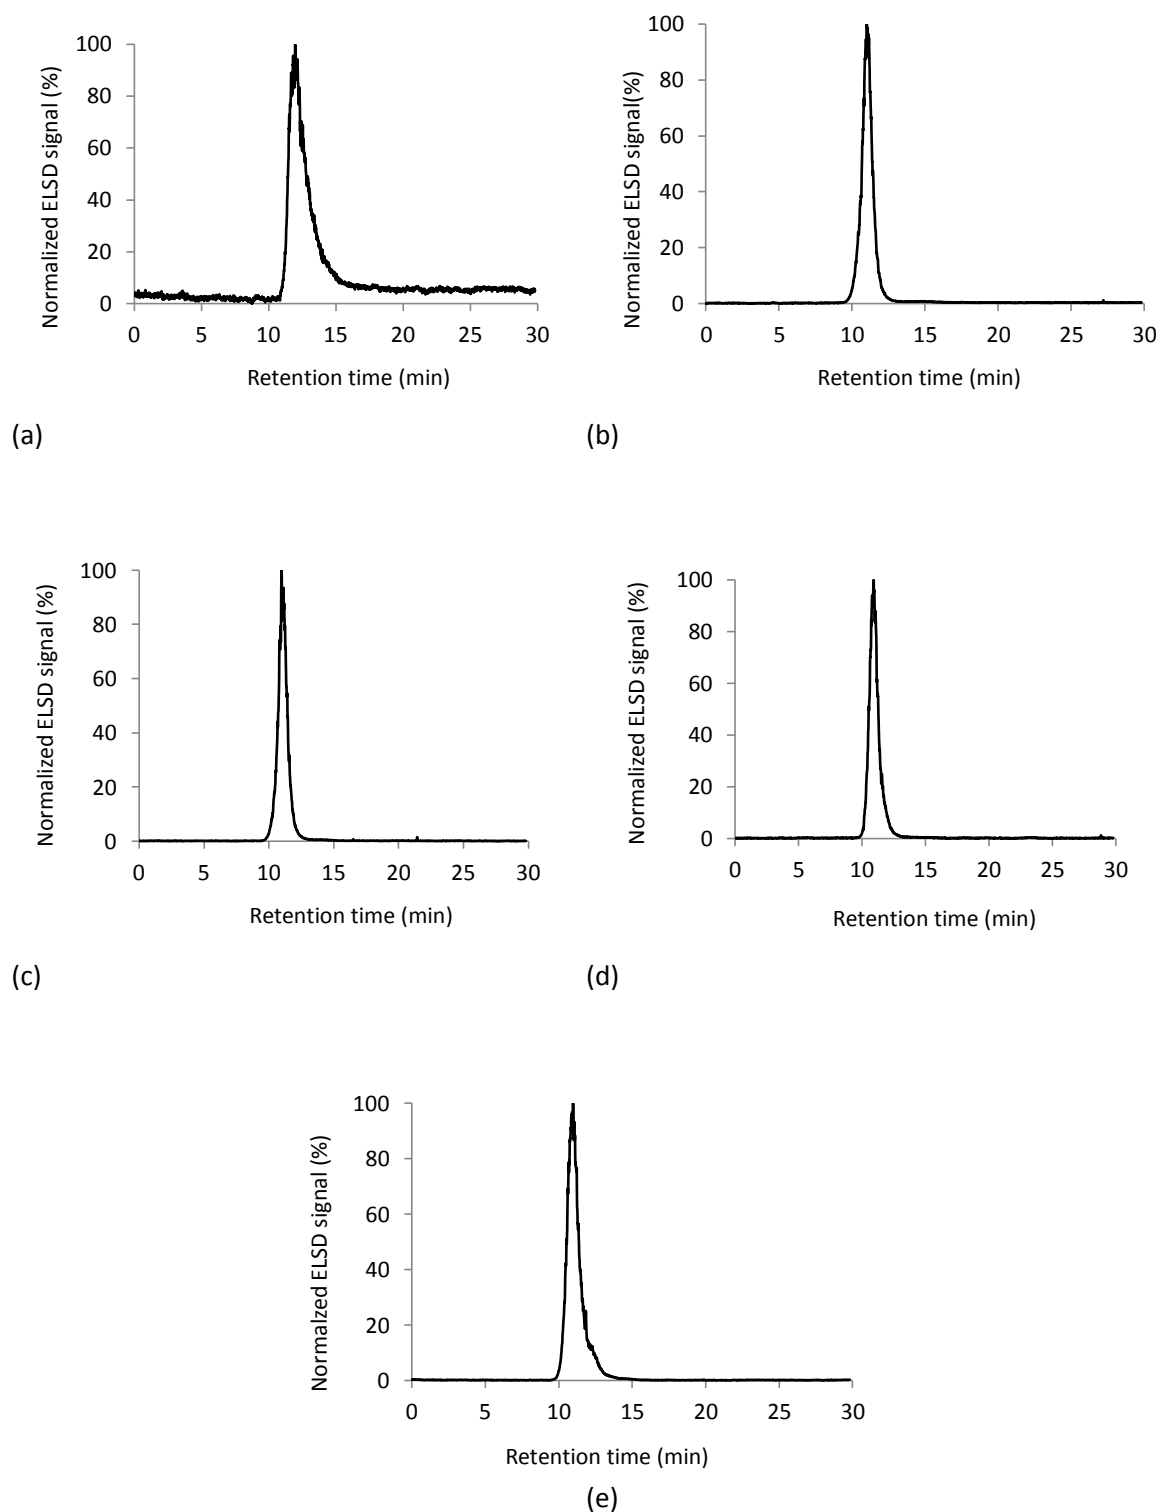 Normalized ELSD signal (%)
100
80
60
40
20
0
0 5 10 15 20 25 30
Retention time (min)
(a)
Normalized ELSD signal(%)
100
80
60
40
20
0
0 5 10 15 20 25 30
Retention time (min)
(b)
Normalized ELSD signal (%)
100
80
60
40
20
0
0 5 10 15 20 25 30
Retention time (min)
(c)
Normalized ELSD signal (%)
100
80
60
40
20
0
0 5 10 15 20 25 30
Retention time (min)
(d)
Normalzed ELSD signal (%)
100
80
60
40
20
0
0 5 10 15 20 25 30
Retention time (min)
(e)